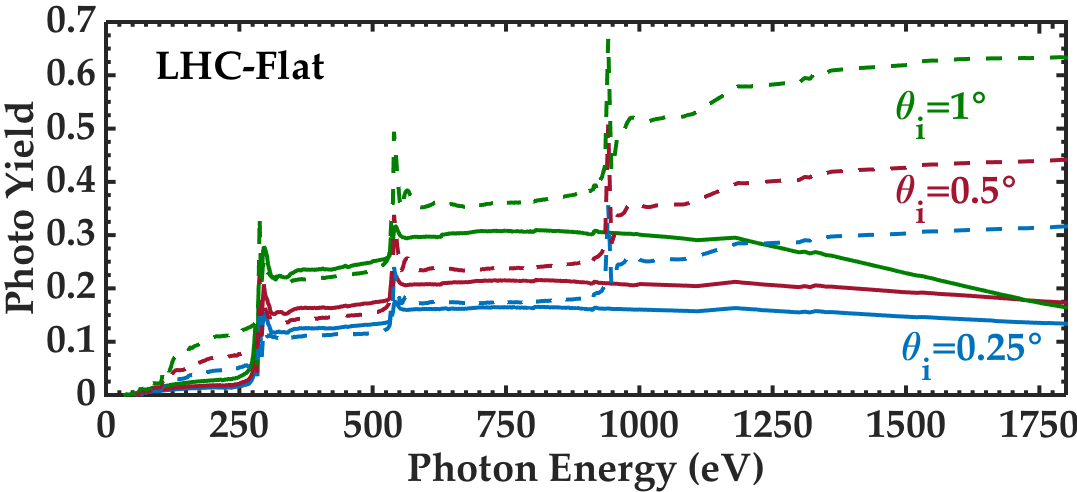 0.7
LHC-Flat
0.6
0.5
θi=1°
0.4
θi=0.5°
0.3
0.2
0.1
θi=0.25°
0
Photo Yield
0 250 500 750 1000 1250 1500 1750
Photon Energy (eV)